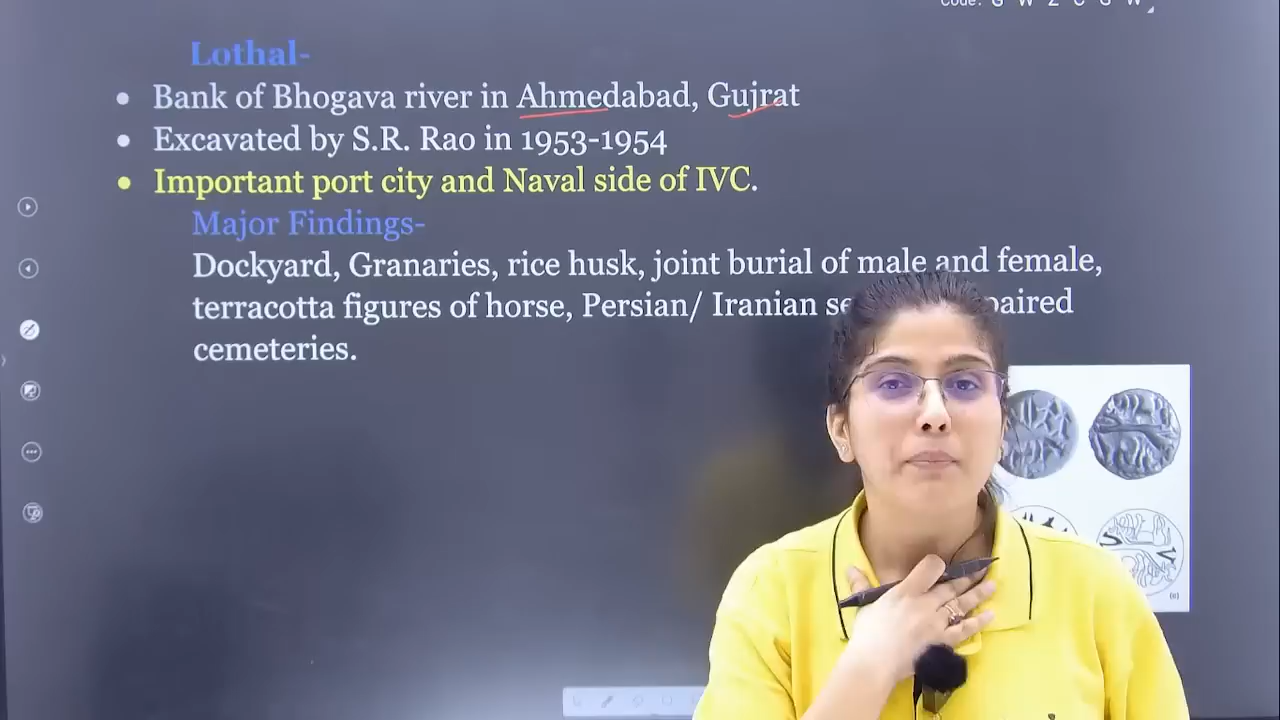 Code: G W Z C G W
Lothal-
• Bank of Bhogava river in Ahmedabad, Gujrat
• Excavated by S.R. Rao in 1953-1954
• Important port city and Naval side of IVC.
Major Findings-
Dockyard, Granaries, rice husk, joint burial of male and female,
terracotta figures of horse, Persian/ Iranian paired
cemeteries.